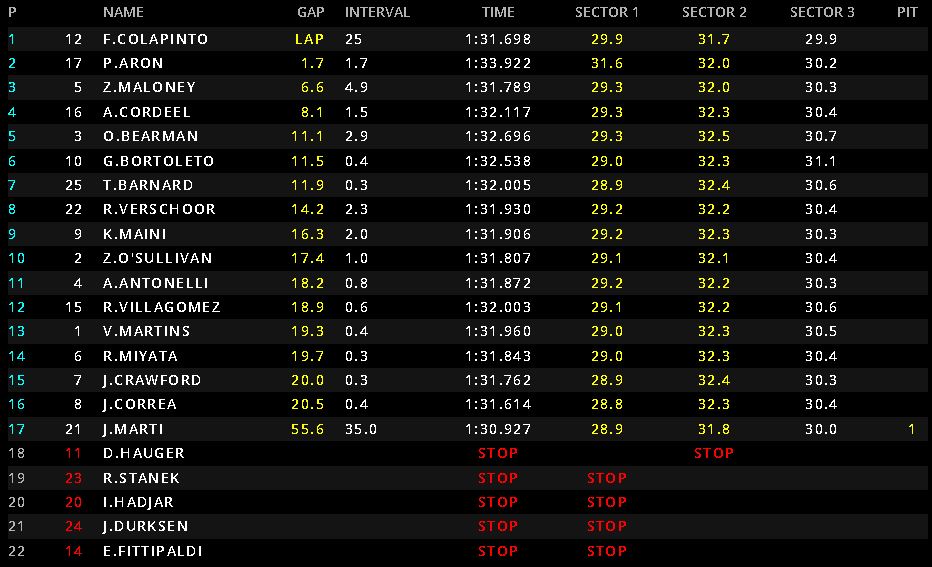 P NAME GAP INTERVAL TIME SECTOR 1 SECTOR 2 SECTOR 3 PIT
1 12 F.COLAPINTO LAP 25 1:31.698 29.9 31.7 29.9
2 17 P.ARON 1.7 1.7 1:33.922 31.6 32.0 30.2
3 5 Z.MALONEY 6.6 4.9 1:31.789 29.3 32.0 30.3
4 16 A.CORDEEL 8.1 1.5 1:32.117 29.3 32.3 30.4
5 3 O.BEARMAN 11.1 2.9 1:32.696 29.3 32.5 30.7
6 10 G.BORTOLETO 11.5 0.4 1:32.538 29.0 32.3 31.1
7 25 T.BARNARD 11.9 0.3 1:32.005 28.9 32.4 30.6
8 22 R.VERSCHOOR 14.2 2.3 1:31.930 29.2 32.2 30.4
9 9 K.MAINI 16.3 2.0 1:31.906 29.2 32.3 30.3
10 2 Z.O'SULLIVAN 17.4 1.0 1:31.807 29.1 32.1 30.4
11 4 A.ANTONELLI 18.2 0.8 1:31.872 29.2 32.2 30.3
12 15 R.VILLAGOMEZ 18.9 0.6 1:32.003 29.1 32.2 30.6
13 1 V.MARTINS 19.3 0.4 1:31.960 29.0 32.3 30.5
14 6 R.MIYATA 19.7 0.3 1:31.843 29.0 32.3 30.4
15 7 J.CRAWFORD 20.0 0.3 1:31.762 28.9 32.4 30.3
16 8 J.CORREA 20.5 0.4 1:31.614 28.8 32.3 30.4
17 21 J.MARTI 55.6 35.0 1:30.927 28.9 31.8 30.0 1
18 11 D.HAUGER STOP STOP
19 23 R.STANEK STOP STOP
20 20 I.HADJAR STOP STOP
21 24 J.DURKSEN STOP STOP
22 14 E.FITTIPALDI STOP STOP